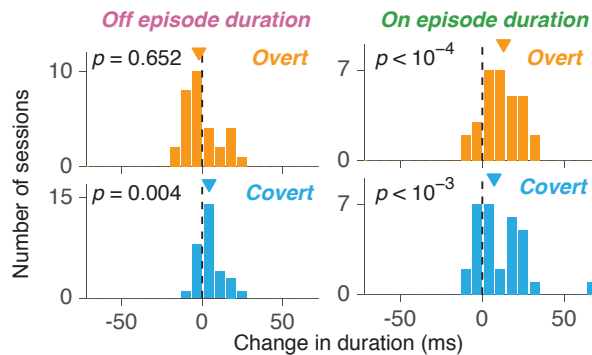 Off episode duration
On episode duration
Number of sessions
10
0
p = 0.652
Overt
7
0
p < 10⁻⁴
Overt
15
0
p = 0.004
Covert
7
0
p < 10⁻³
Covert
-50
0
50
-50
0
50
Change in duration (ms)